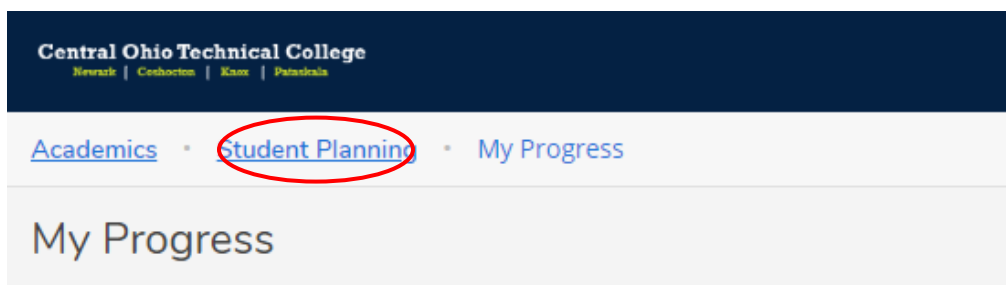 Central Ohio Technical College
Newark | Coshocton | Knox | Pataskala
Academics • Student Planning • My Progress
My Progress